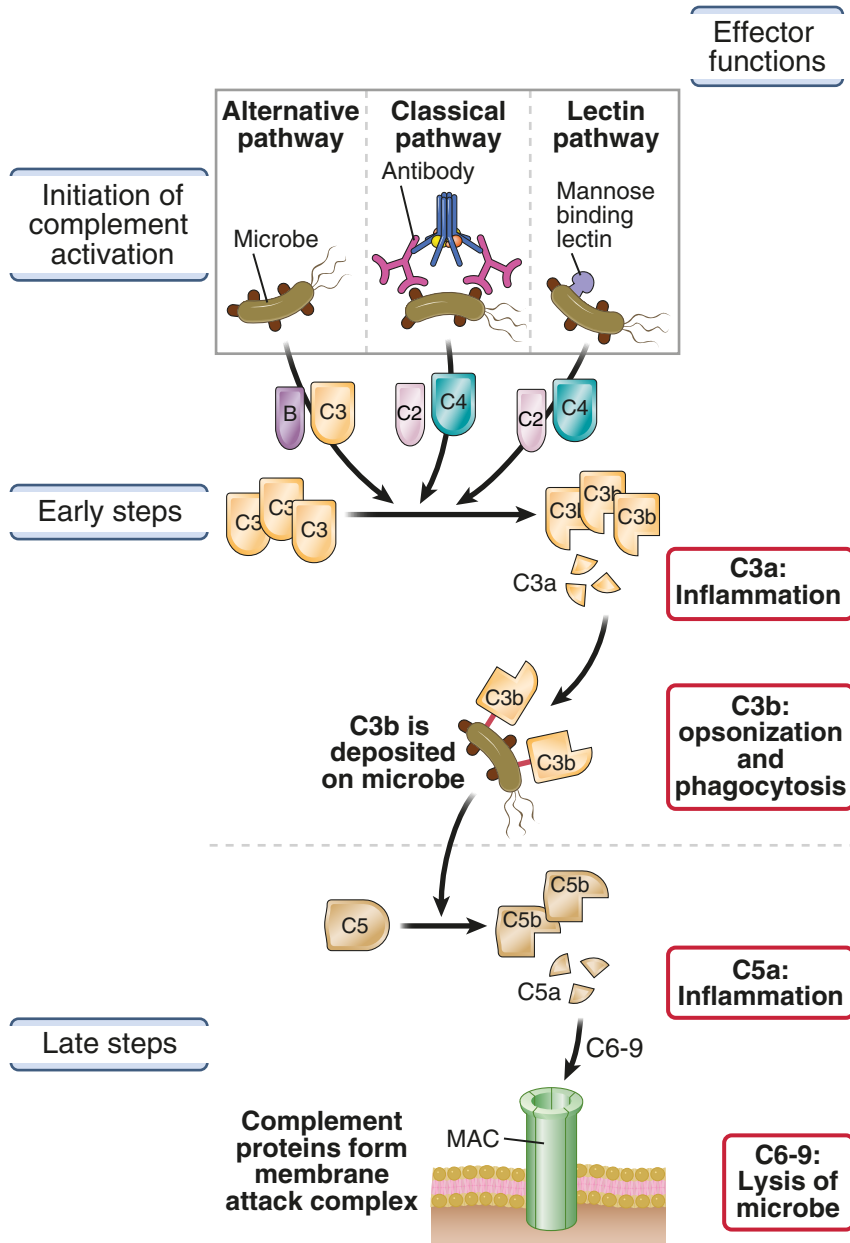 Effector
functions
Alternative
pathway
Classical
pathway
Lectin
pathway
Initiation of
complement
activation
Microbe
Antibody
Mannose
binding
lectin
B
C3
C2
C4
C2
C4
Early steps
C3
C3
C3
C3b
C3b
C3b
C3a
C3a:
Inflammation
C3b is
deposited
on microbe
C3b
C3b
C3b:
opsonization
and
phagocytosis
C5
C5b
C5b
C5a
C5a:
Inflammation
Late steps
C6-9
Complement
proteins form
membrane
attack complex
MAC
C6-9:
Lysis of
microbe